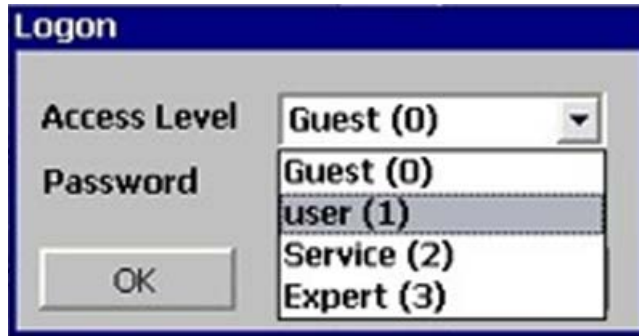 Logon
Access Level Guest (0)
Password Guest (0)
user (1)
Service (2)
OK
Expert (3)